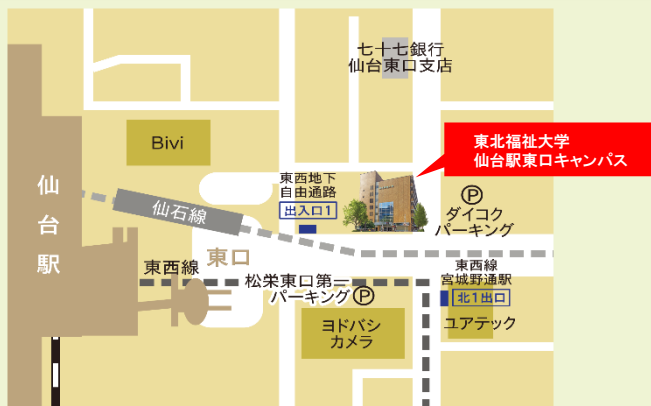 七十七銀行
仙台東口支店
東北福祉大学
仙台駅東口キャンパス
Bivi
仙台駅
仙石線
東西地下
自由通路
出入口1
P
ダイコク
パーキング
東口
東西線
松栄東口第一
パーキングP
東西線
宮城野通駅
北1出口
ヨドバシ
カメラ
ユアテック